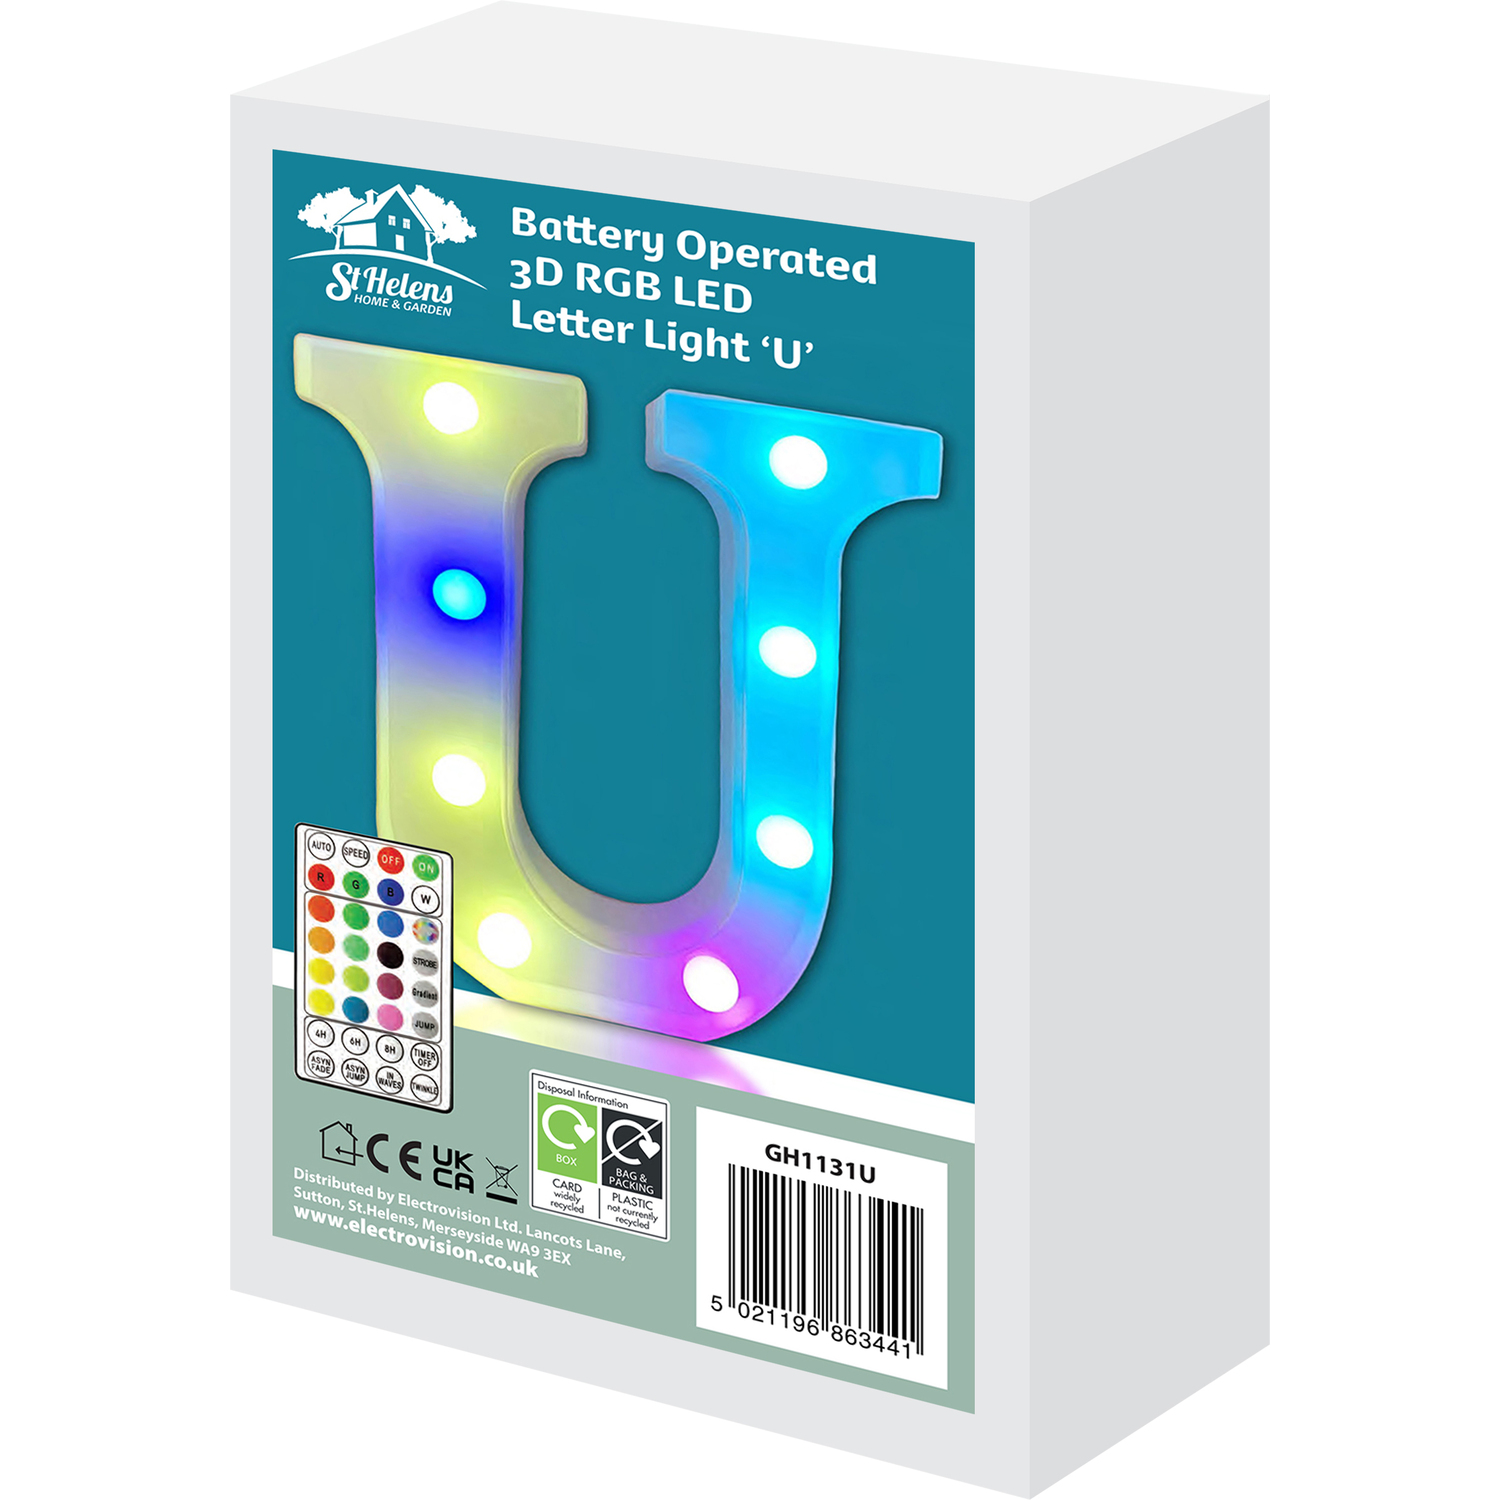 St Helens
HOME & GARDEN
Battery Operated
3D RGB LED
Letter Light ‘U’
AUTO SPEED OFF ON
R G B W
STROBE
Gradient
JUMP
4H 6H 8H TIMER OFF
ASYN FADE ASYN JUMP IN WAVES TWINKLE
CE UK CA
Distributed by Electrovision Ltd. Lancots Lane,
Sutton, St.Helens, Merseyside WA9 3EX
www.electrovision.co.uk
Disposal Information
BOX
CARD
widely
recycled
BAG &
PACKING
PLASTIC
not currently
recycled
GH1131U
5 021196 863441